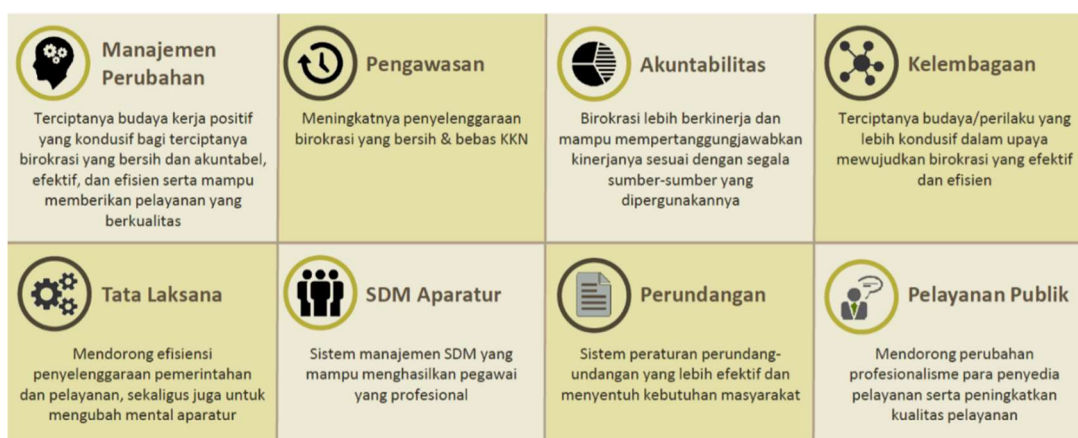 Manajemen
Perubahan
Terciptanya budaya kerja positif
yang kondusif bagi terciptanya
birokrasi yang bersih dan akuntabel,
efektif, dan efisien serta mampu
memberikan pelayanan yang
berkualitas
Pengawasan
Meningkatnya penyelenggaraan
birokrasi yang bersih & bebas KKN
Akuntabilitas
Birokrasi lebih berkinerja dan
mampu mempertanggungjawabkan
kinerjanya sesuai dengan segala
sumber-sumber yang
dipergunakannya
Kelembagaan
Terciptanya budaya/perilaku yang
lebih kondusif dalam upaya
mewujudkan birokrasi yang efektif
dan efisien
Tata Laksana
Mendorong efisiensi
penyelenggaraan pemerintahan
dan pelayanan, sekaligus juga untuk
mengubah mental aparatur
SDM Aparatur
Sistem manajemen SDM yang
mampu menghasilkan pegawai
yang profesional
Perundangan
Sistem peraturan perundang-
undangan yang lebih efektif dan
menyentuh kebutuhan masyarakat
Pelayanan Publik
Mendorong perubahan
profesionalisme para penyedia
pelayanan serta peningkatkan
kualitas pelayanan